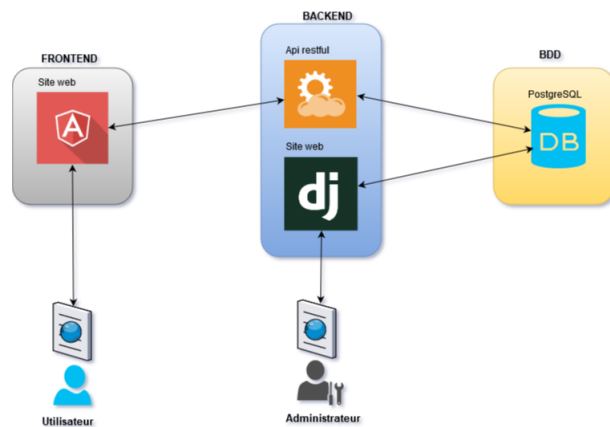 BACKEND
FRONTEND
Api restful
BDD
Site web
PostgreSQL
A
DB
Site web
dj
Utilisateur
Administrateur